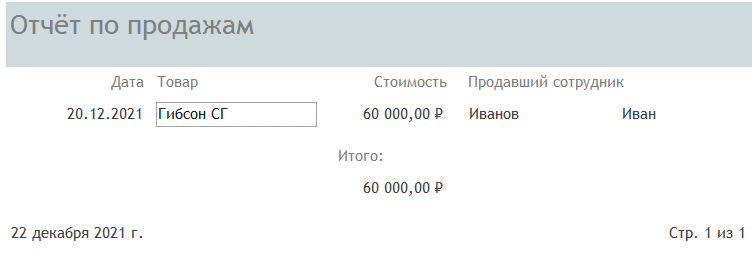 Отчёт по продажам
Дата Товар Стоимость Продавший сотрудник
20.12.2021 Гибсон СГ 60 000,00 ₽ Иванов Иван
Итого:
60 000,00 ₽
22 декабря 2021 г. Стр. 1 из 1